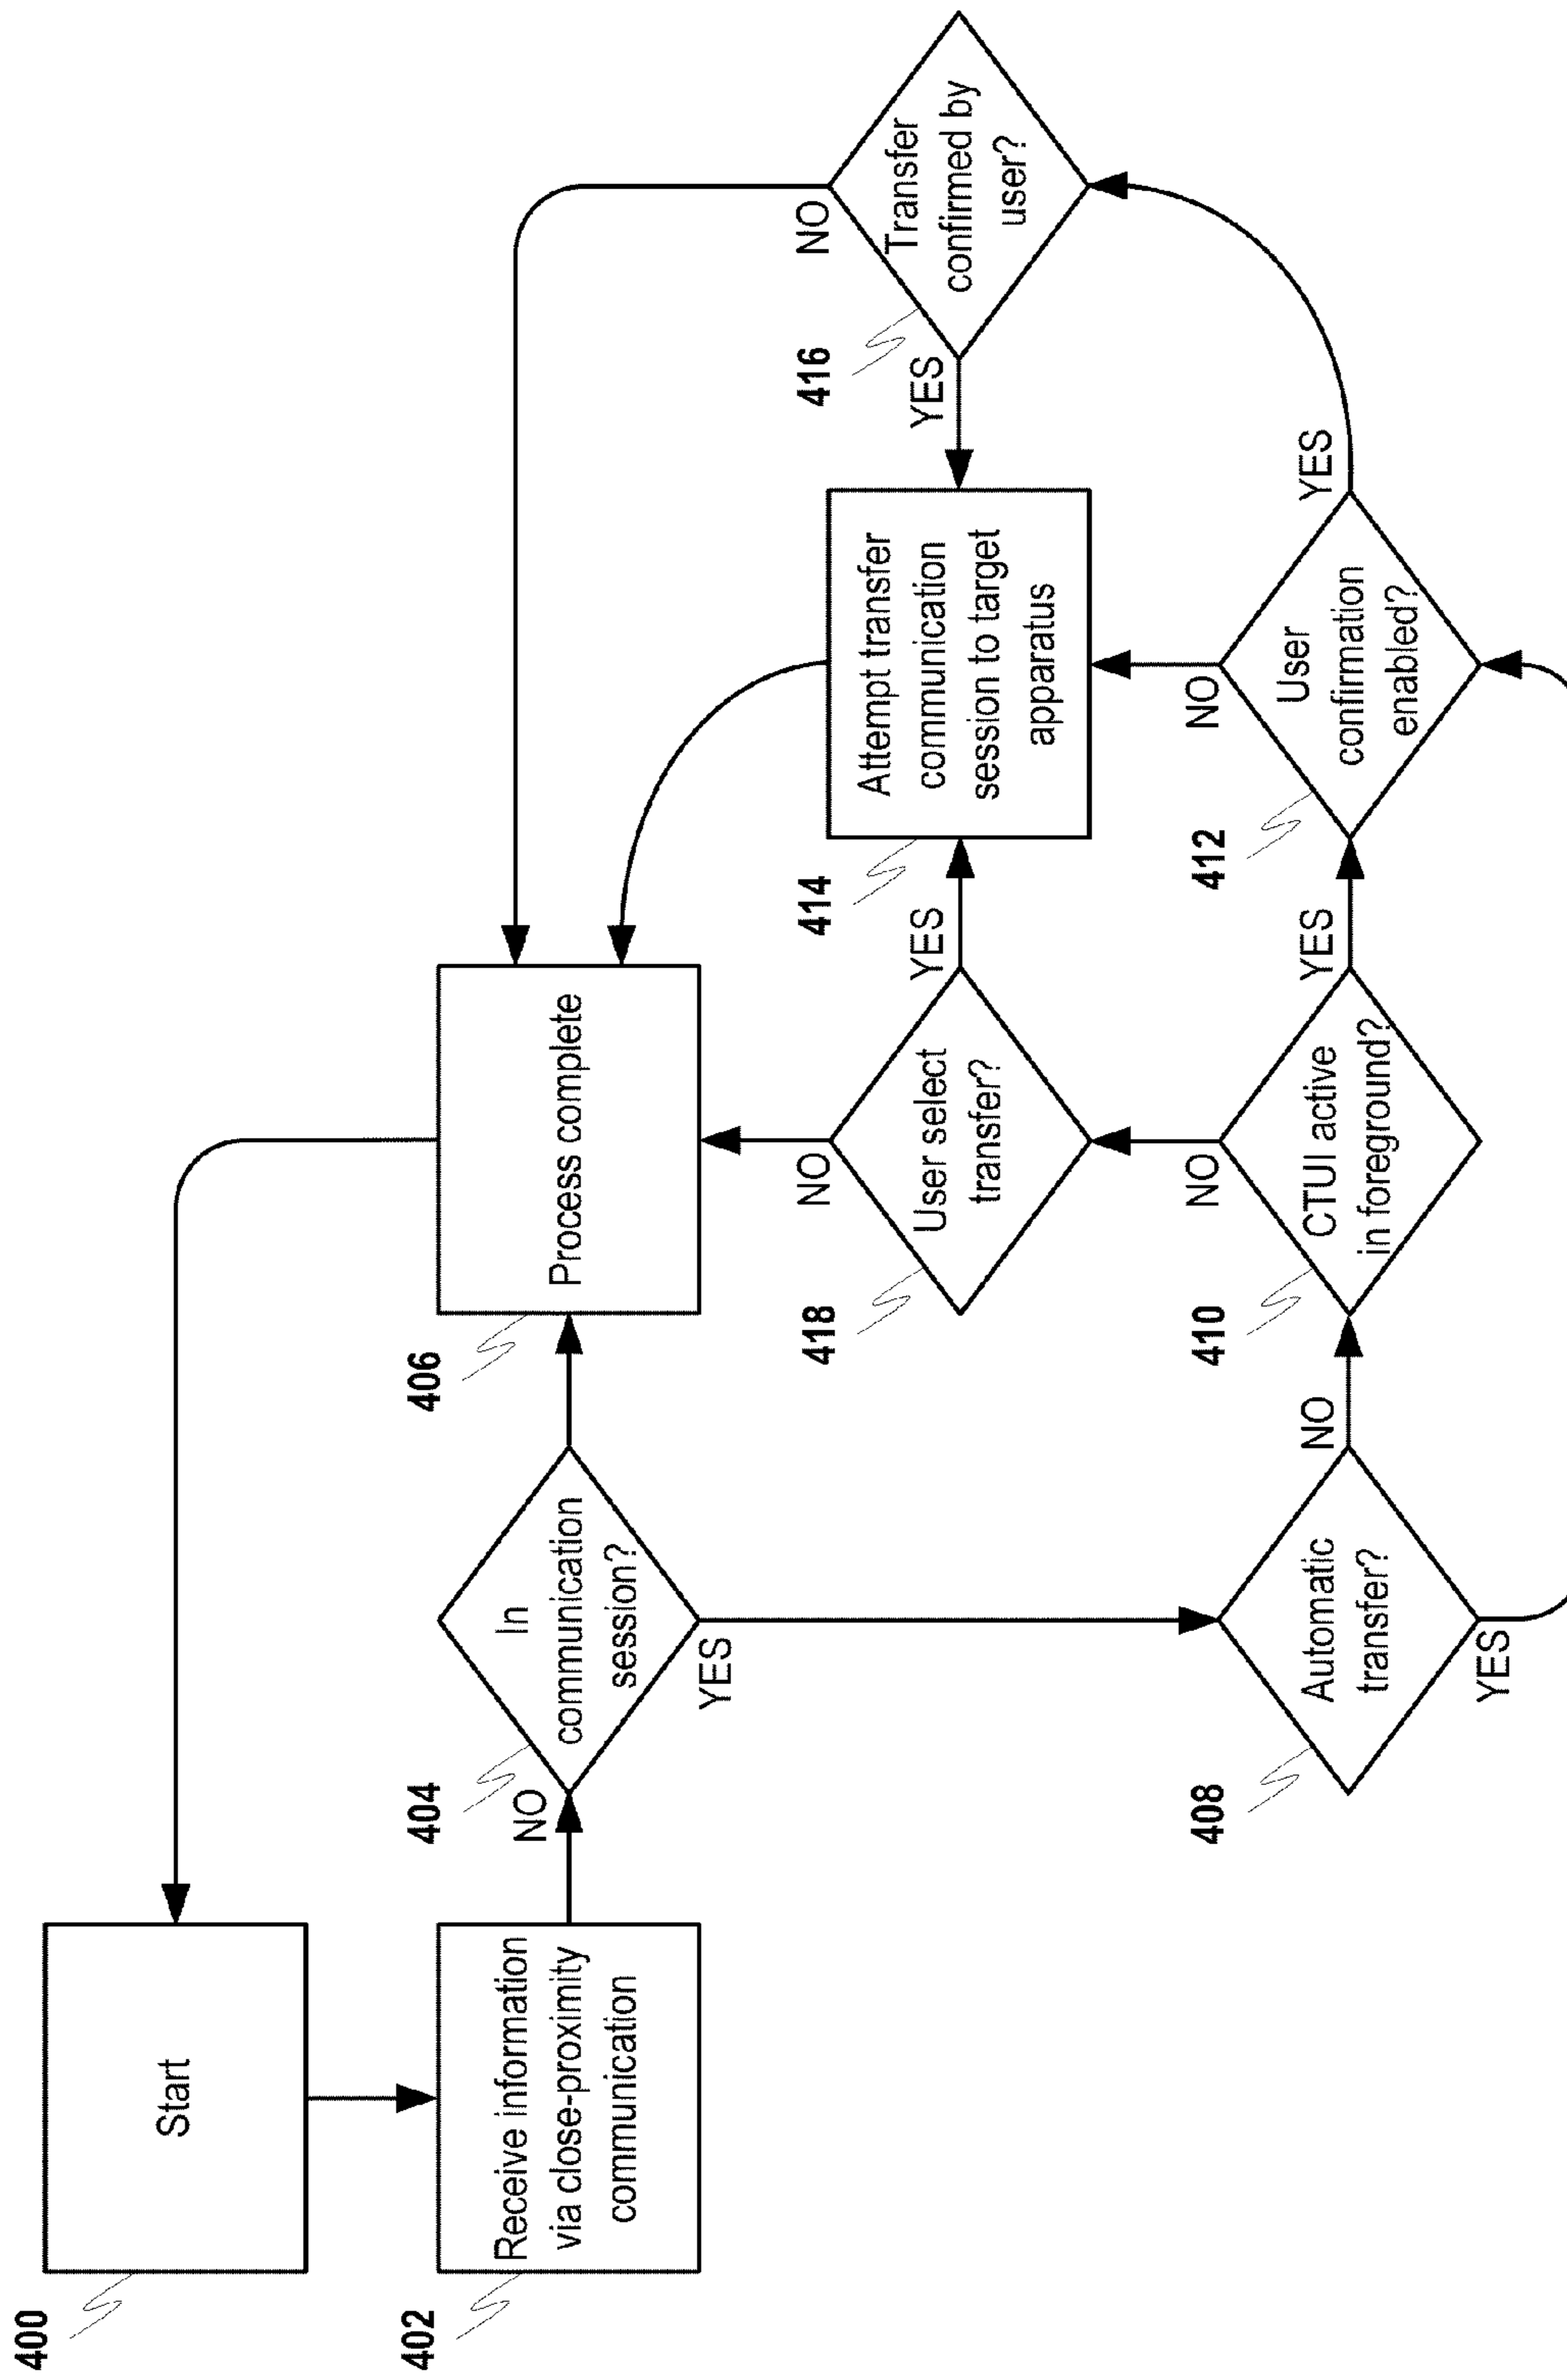 400
Start
402
Receive information
via close-proximity
communication
404
NO
In
communication
session?
YES
406
Process complete
408
Automatic
transfer?
NO
YES
410
CTUI active
in foreground?
NO
YES
418
User select
transfer?
NO
YES
412
User
confirmation
enabled?
NO
YES
414
Attempt transfer
communication
session to target
apparatus
416
Transfer
confirmed by
user?
YES
NO